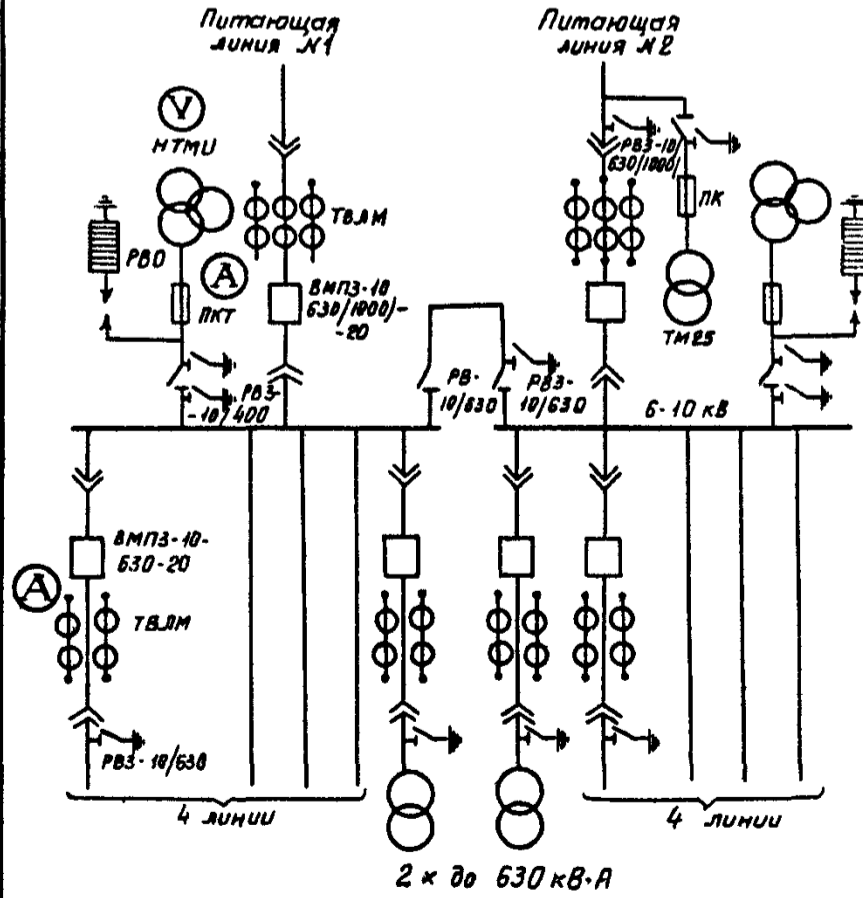 Питающая
линия №1
Питающая
линия №2
V
НТМИ
РВО
A
ПКТ
ТВЛМ
ВМПЗ-10
630/1000/-
-20
РВЗ-
-10/400
РВ-
10/630
РВЗ-
10/630
РВЗ-10/
630/1000/
ПК
ТМ25
6-10 кВ
ВМПЗ-10-
630-20
A
ТВЛМ
РВЗ-10/630
4 линии
4 линии
2 × до 630 кВ·А